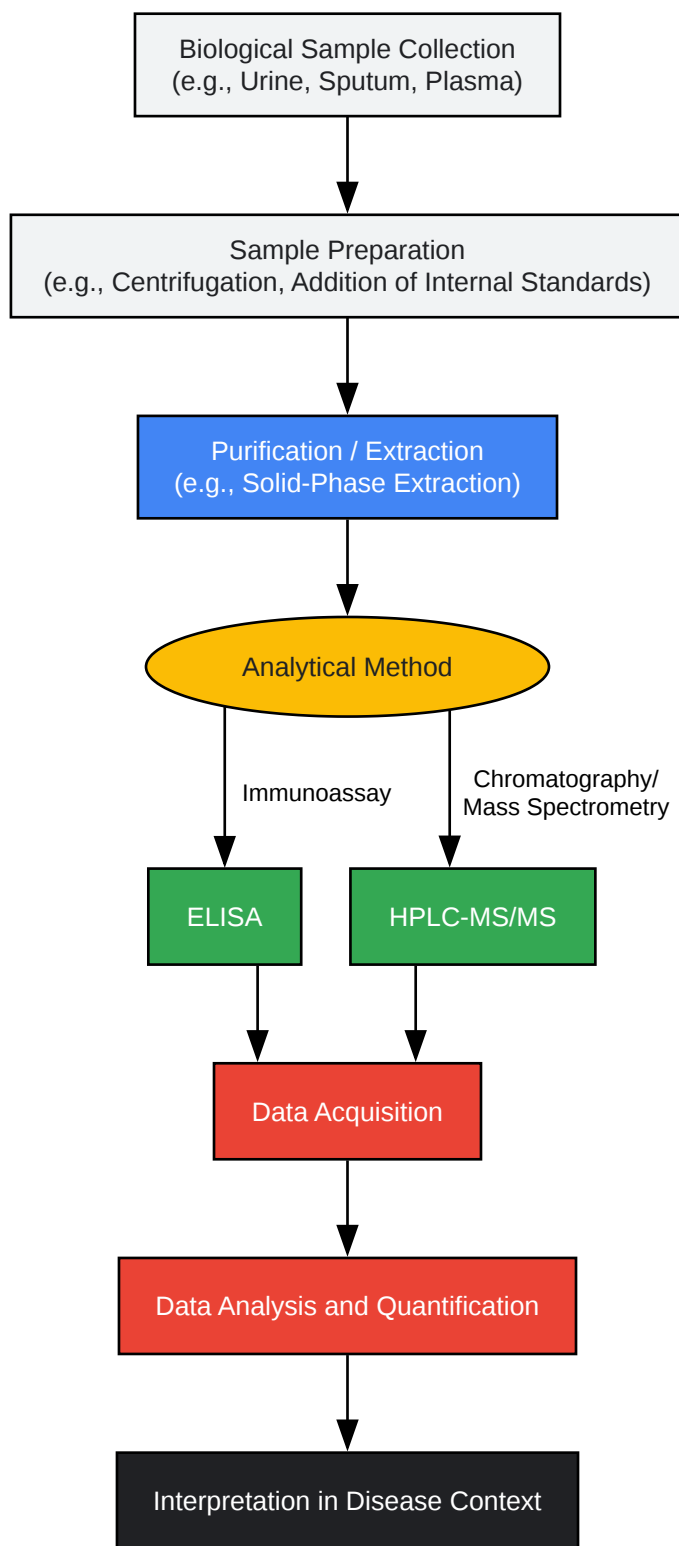 Biological Sample Collection
(e.g., Urine, Sputum, Plasma)
Sample Preparation
(e.g., Centrifugation, Addition of Internal Standards)
Purification / Extraction
(e.g., Solid-Phase Extraction)
Analytical Method
Immunoassay
Chromatography/
Mass Spectrometry
ELISA
HPLC-MS/MS
Data Acquisition
Data Analysis and Quantification
Interpretation in Disease Context